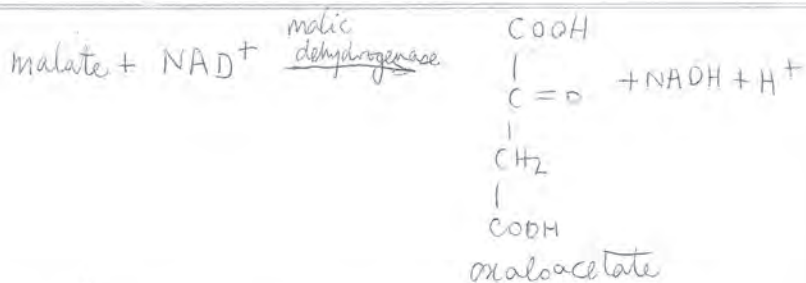 malic
malate + NAD+ dehydrogenase
COOH
|
C = O + NADH + H+
|
CH2
|
COOH
oxaloacetate